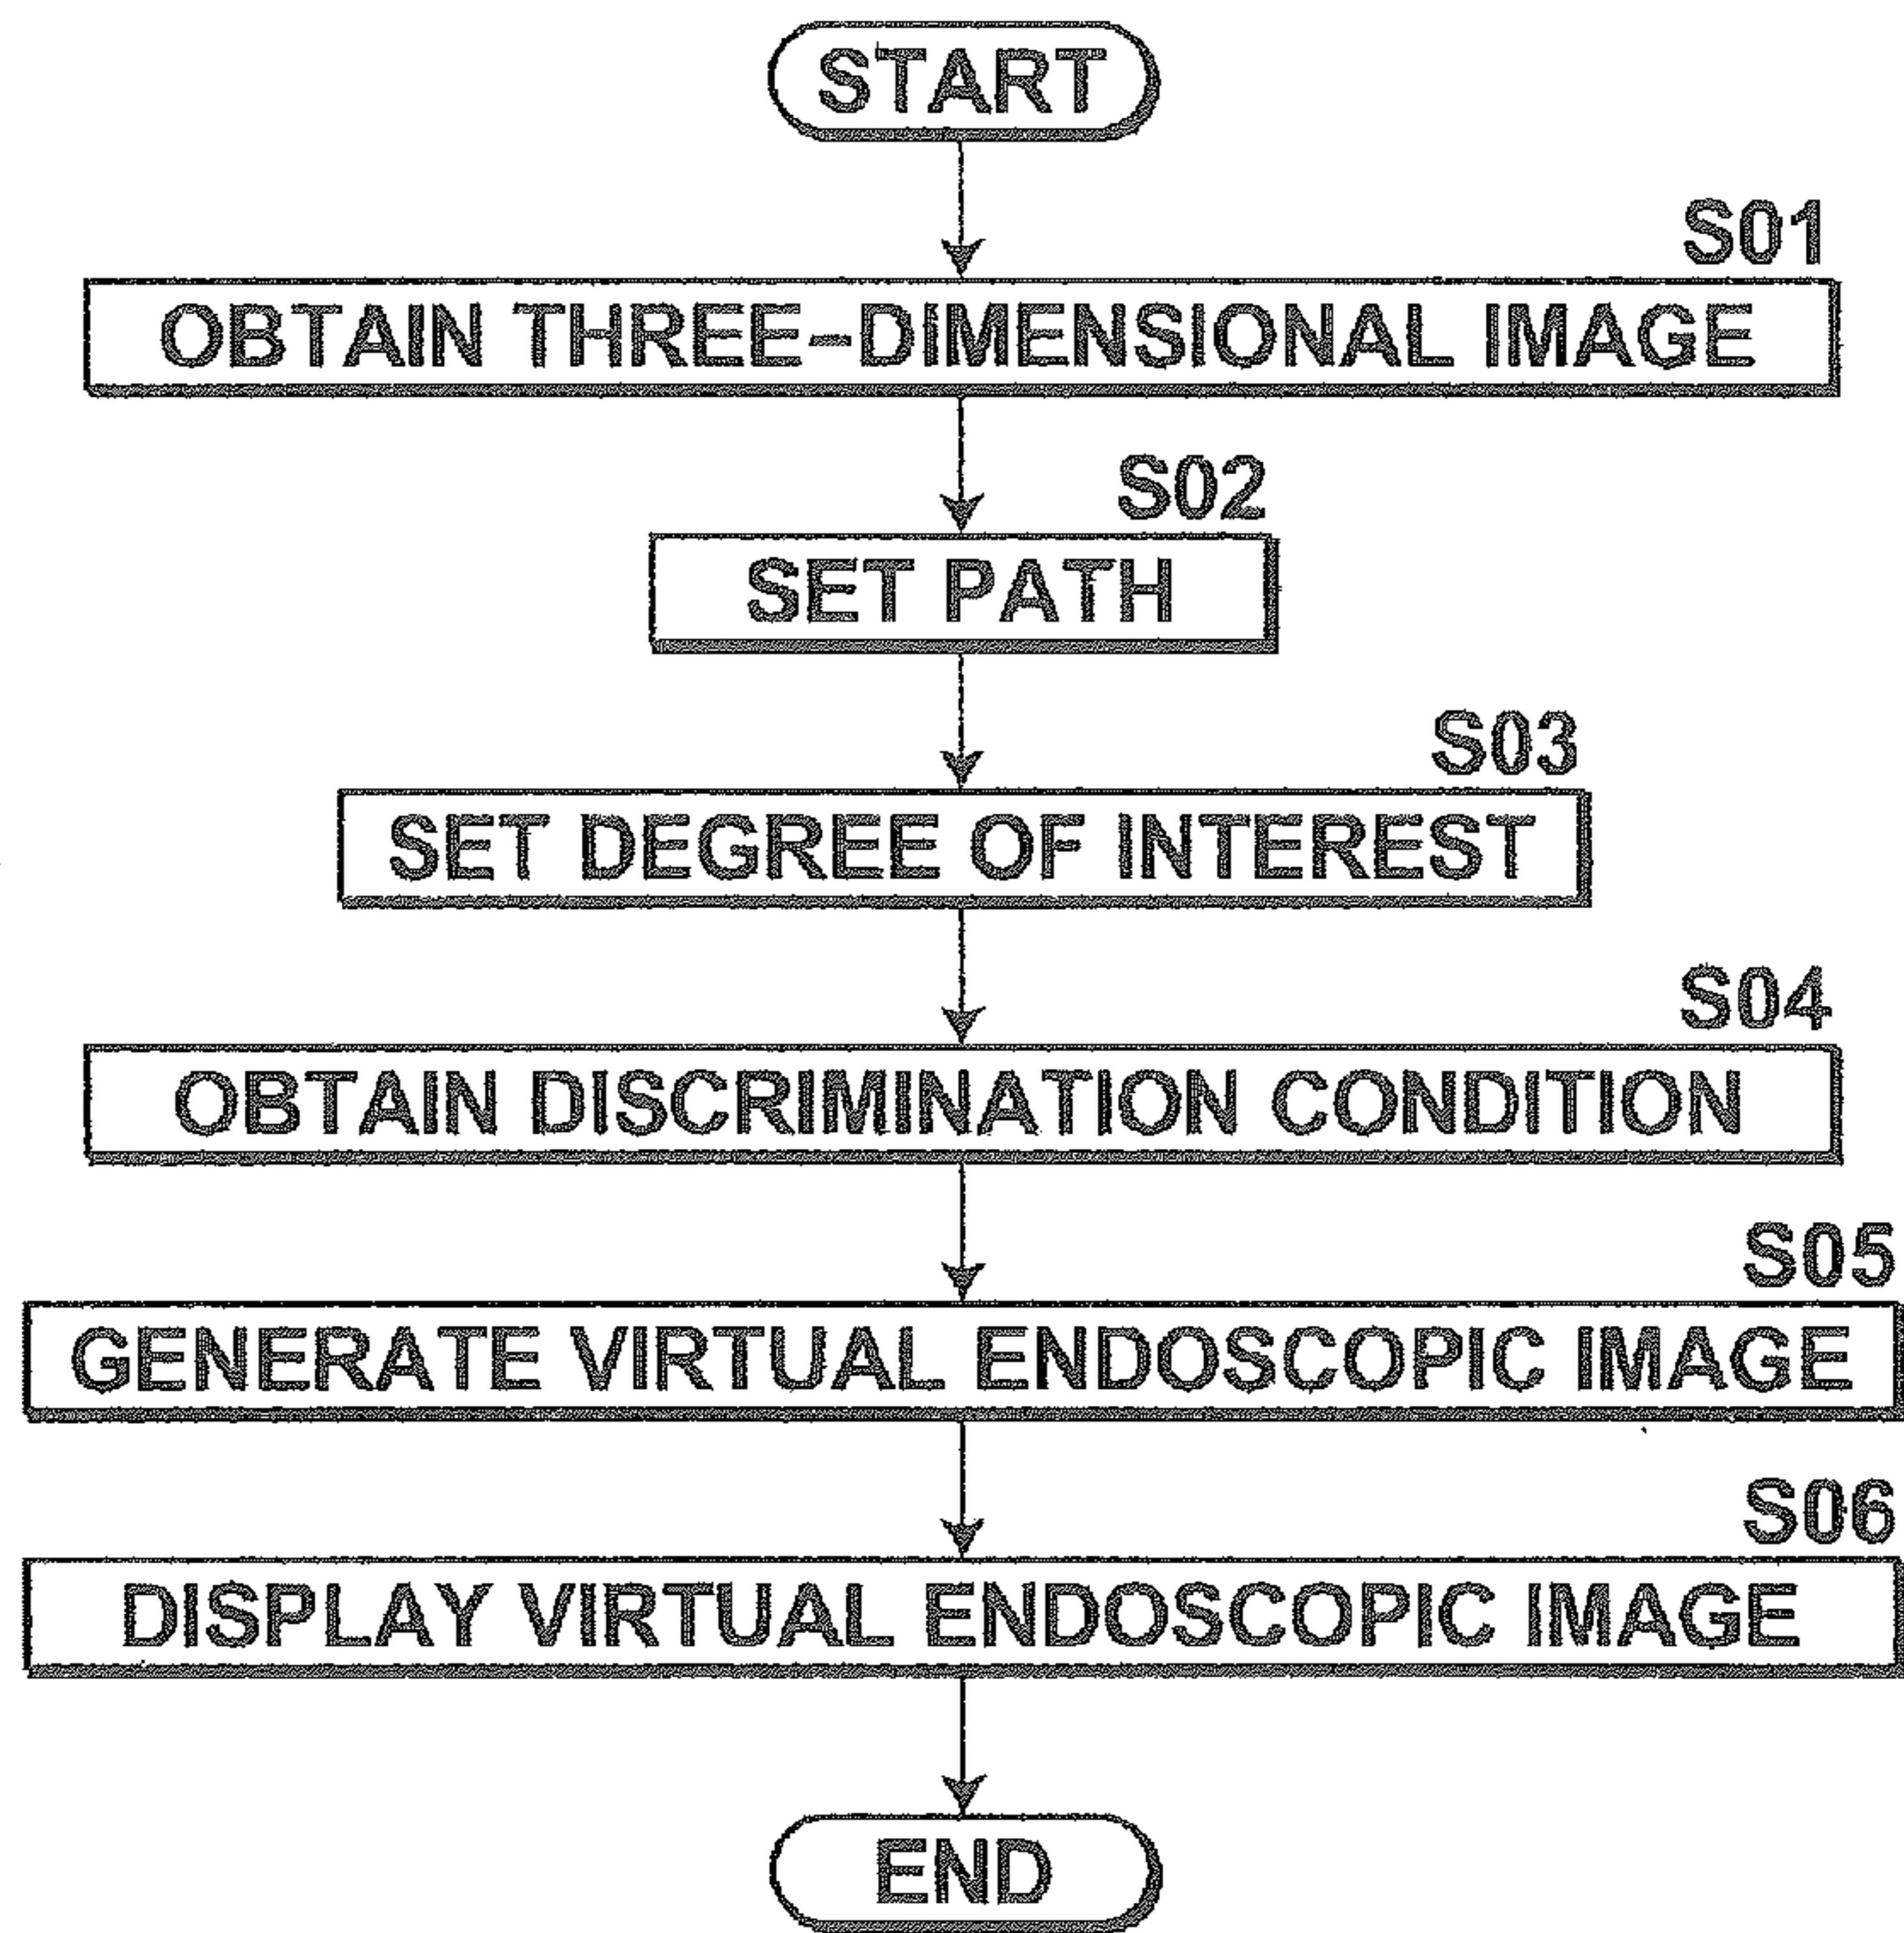 START
S01
OBTAIN THREE-DIMENSIONAL IMAGE
S02
SET PATH
S03
SET DEGREE OF INTEREST
S04
OBTAIN DISCRIMINATION CONDITION
S05
GENERATE VIRTUAL ENDOSCOPIC IMAGE
S06
DISPLAY VIRTUAL ENDOSCOPIC IMAGE
END